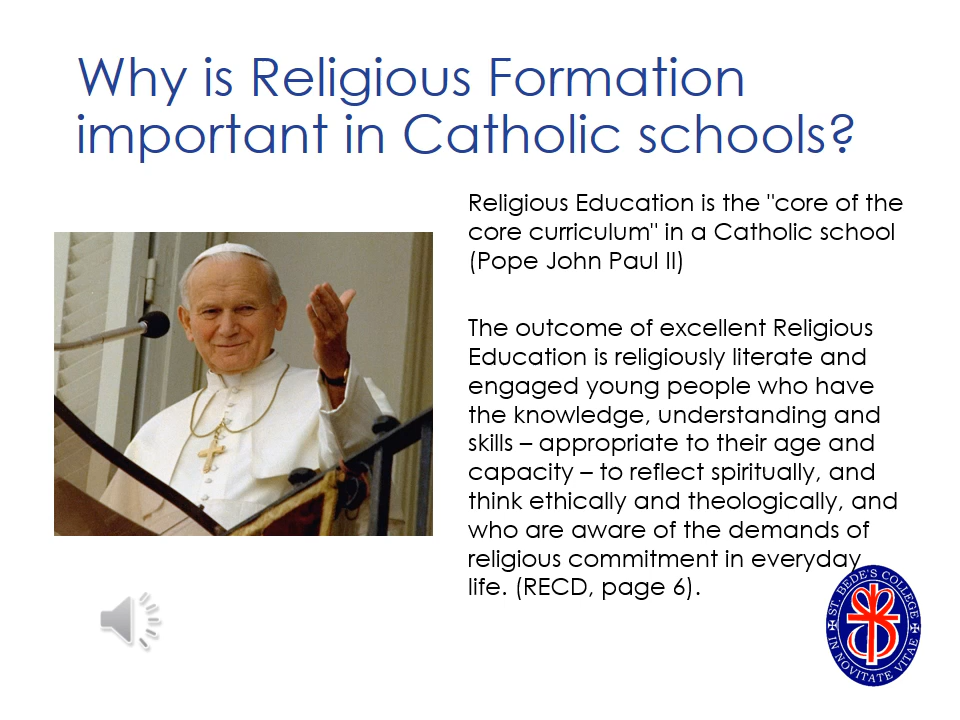 Why is Religious Formation
important in Catholic schools?
Religious Education is the "core of the
core curriculum" in a Catholic school
(Pope John Paul II)
The outcome of excellent Religious
Education is religiously literate and
engaged young people who have
the knowledge, understanding and
skills – appropriate to their age and
capacity – to reflect spiritually, and
think ethically and theologically, and
who are aware of the demands of
religious commitment in everyday
life. (RECD, page 6).
ST. BEDE'S COLLEGE
IN NOVITATE VITAE